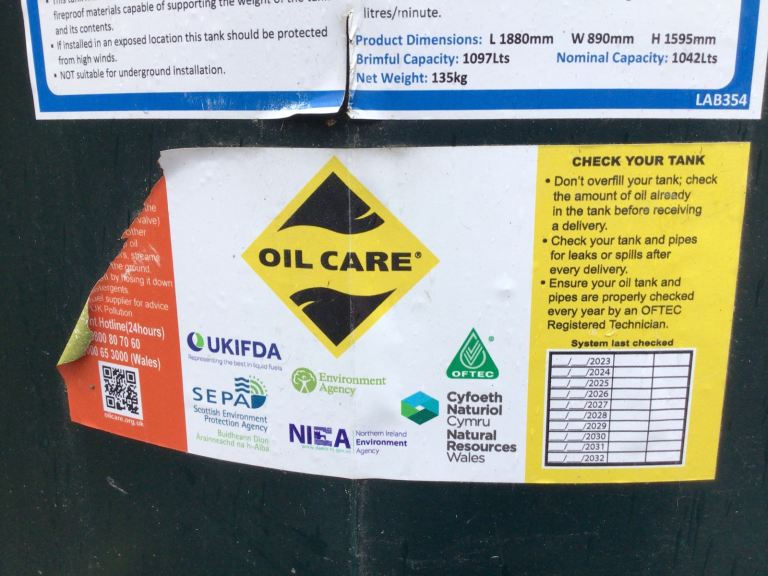 fireproof materials capable of supporting the weight of the tank
and its contents.
• If installed in an exposed location this tank should be protected
from high winds.
• NOT suitable for underground installation.
litres/minute.
Product Dimensions: L 1880mm W 890mm H 1595mm
Brimful Capacity: 1097Lts Nominal Capacity: 1042Lts
Net Weight: 135kg
LAB354
the
valve)
other
oil
streams
the ground.
by hosing it down
supplier for advice
Pollution
Hotline(24hours)
0800 80 70 60
65 3000 (Wales)
oilcare.org.uk
OIL CARE®
UKIFDA
Representing the best in liquid fuels
SEPA
Scottish Environment
Protection Agency
Buidheann Dìon
Àrainneachd na h-Alba
Environment
Agency
NIEA
Northern Ireland
Environment
Agency
OFTEC®
Cyfoeth
Naturiol
Cymru
Natural
Resources
Wales
CHECK YOUR TANK
• Don't overfill your tank; check
the amount of oil already
in the tank before receiving
a delivery.
• Check your tank and pipes
for leaks or spills after
every delivery.
• Ensure your oil tank and
pipes are properly checked
every year by an OFTEC
Registered Technician.
System last checked
/ /2023
/ /2024
/ /2025
/ /2026
/ /2027
/ /2028
/ /2029
/ /2030
/ /2031
/ /2032